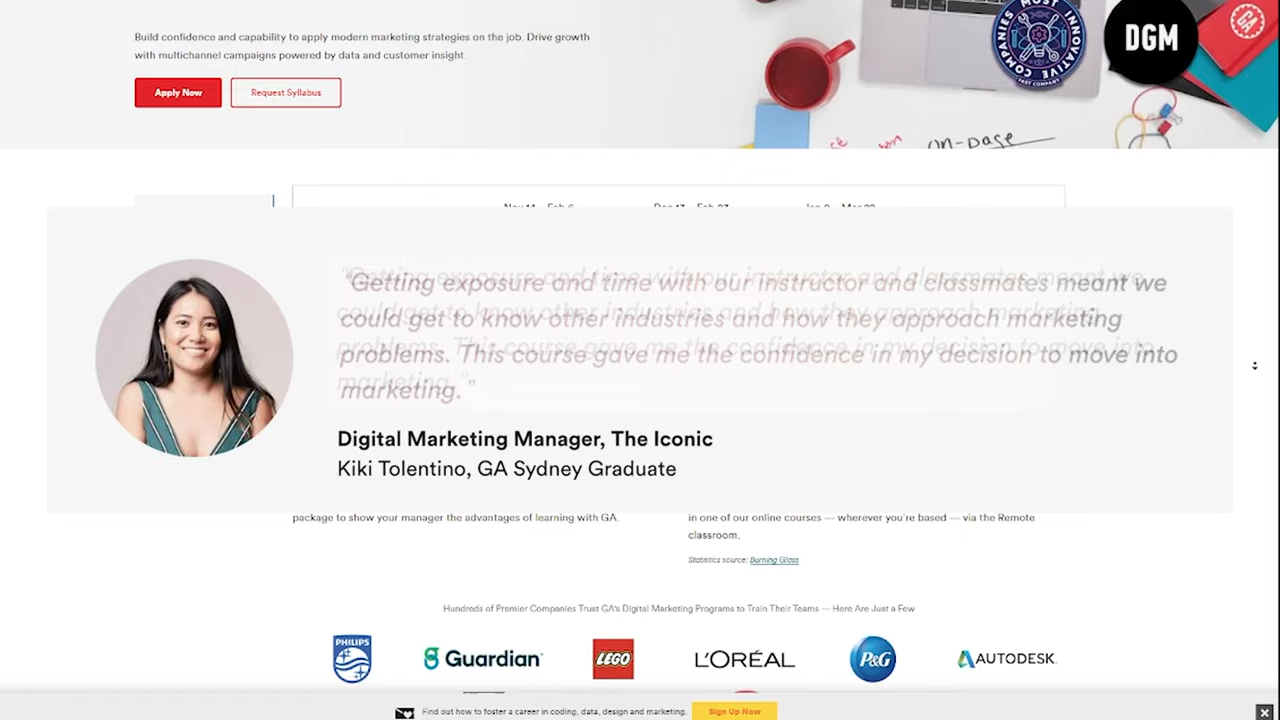 Build confidence and capability to apply modern marketing strategies on the job. Drive growth
with multichannel campaigns powered by data and customer insight.
Apply Now
Request Syllabus
MOST INNOVATIVE COMPANIES
FAST COMPANY
DGM
GA
on-page
"Getting exposure and time with our instructor and classmates meant we
could get to know other industries and how they approach marketing
problems. This course gave me the confidence in my decision to move into
marketing."
Digital Marketing Manager, The Iconic
Kiki Tolentino, GA Sydney Graduate
package to show your manager the advantages of learning with GA.
in one of our online courses — wherever you're based — via the Remote
classroom.
Statistics source: Burning Glass
Hundreds of Premier Companies Trust GA's Digital Marketing Programs to Train Their Teams — Here Are Just a Few
PHILIPS
Guardian
LEGO
L'ORÉAL
P&G
AUTODESK
Find out how to foster a career in coding, data, design and marketing.
Sign Up Now